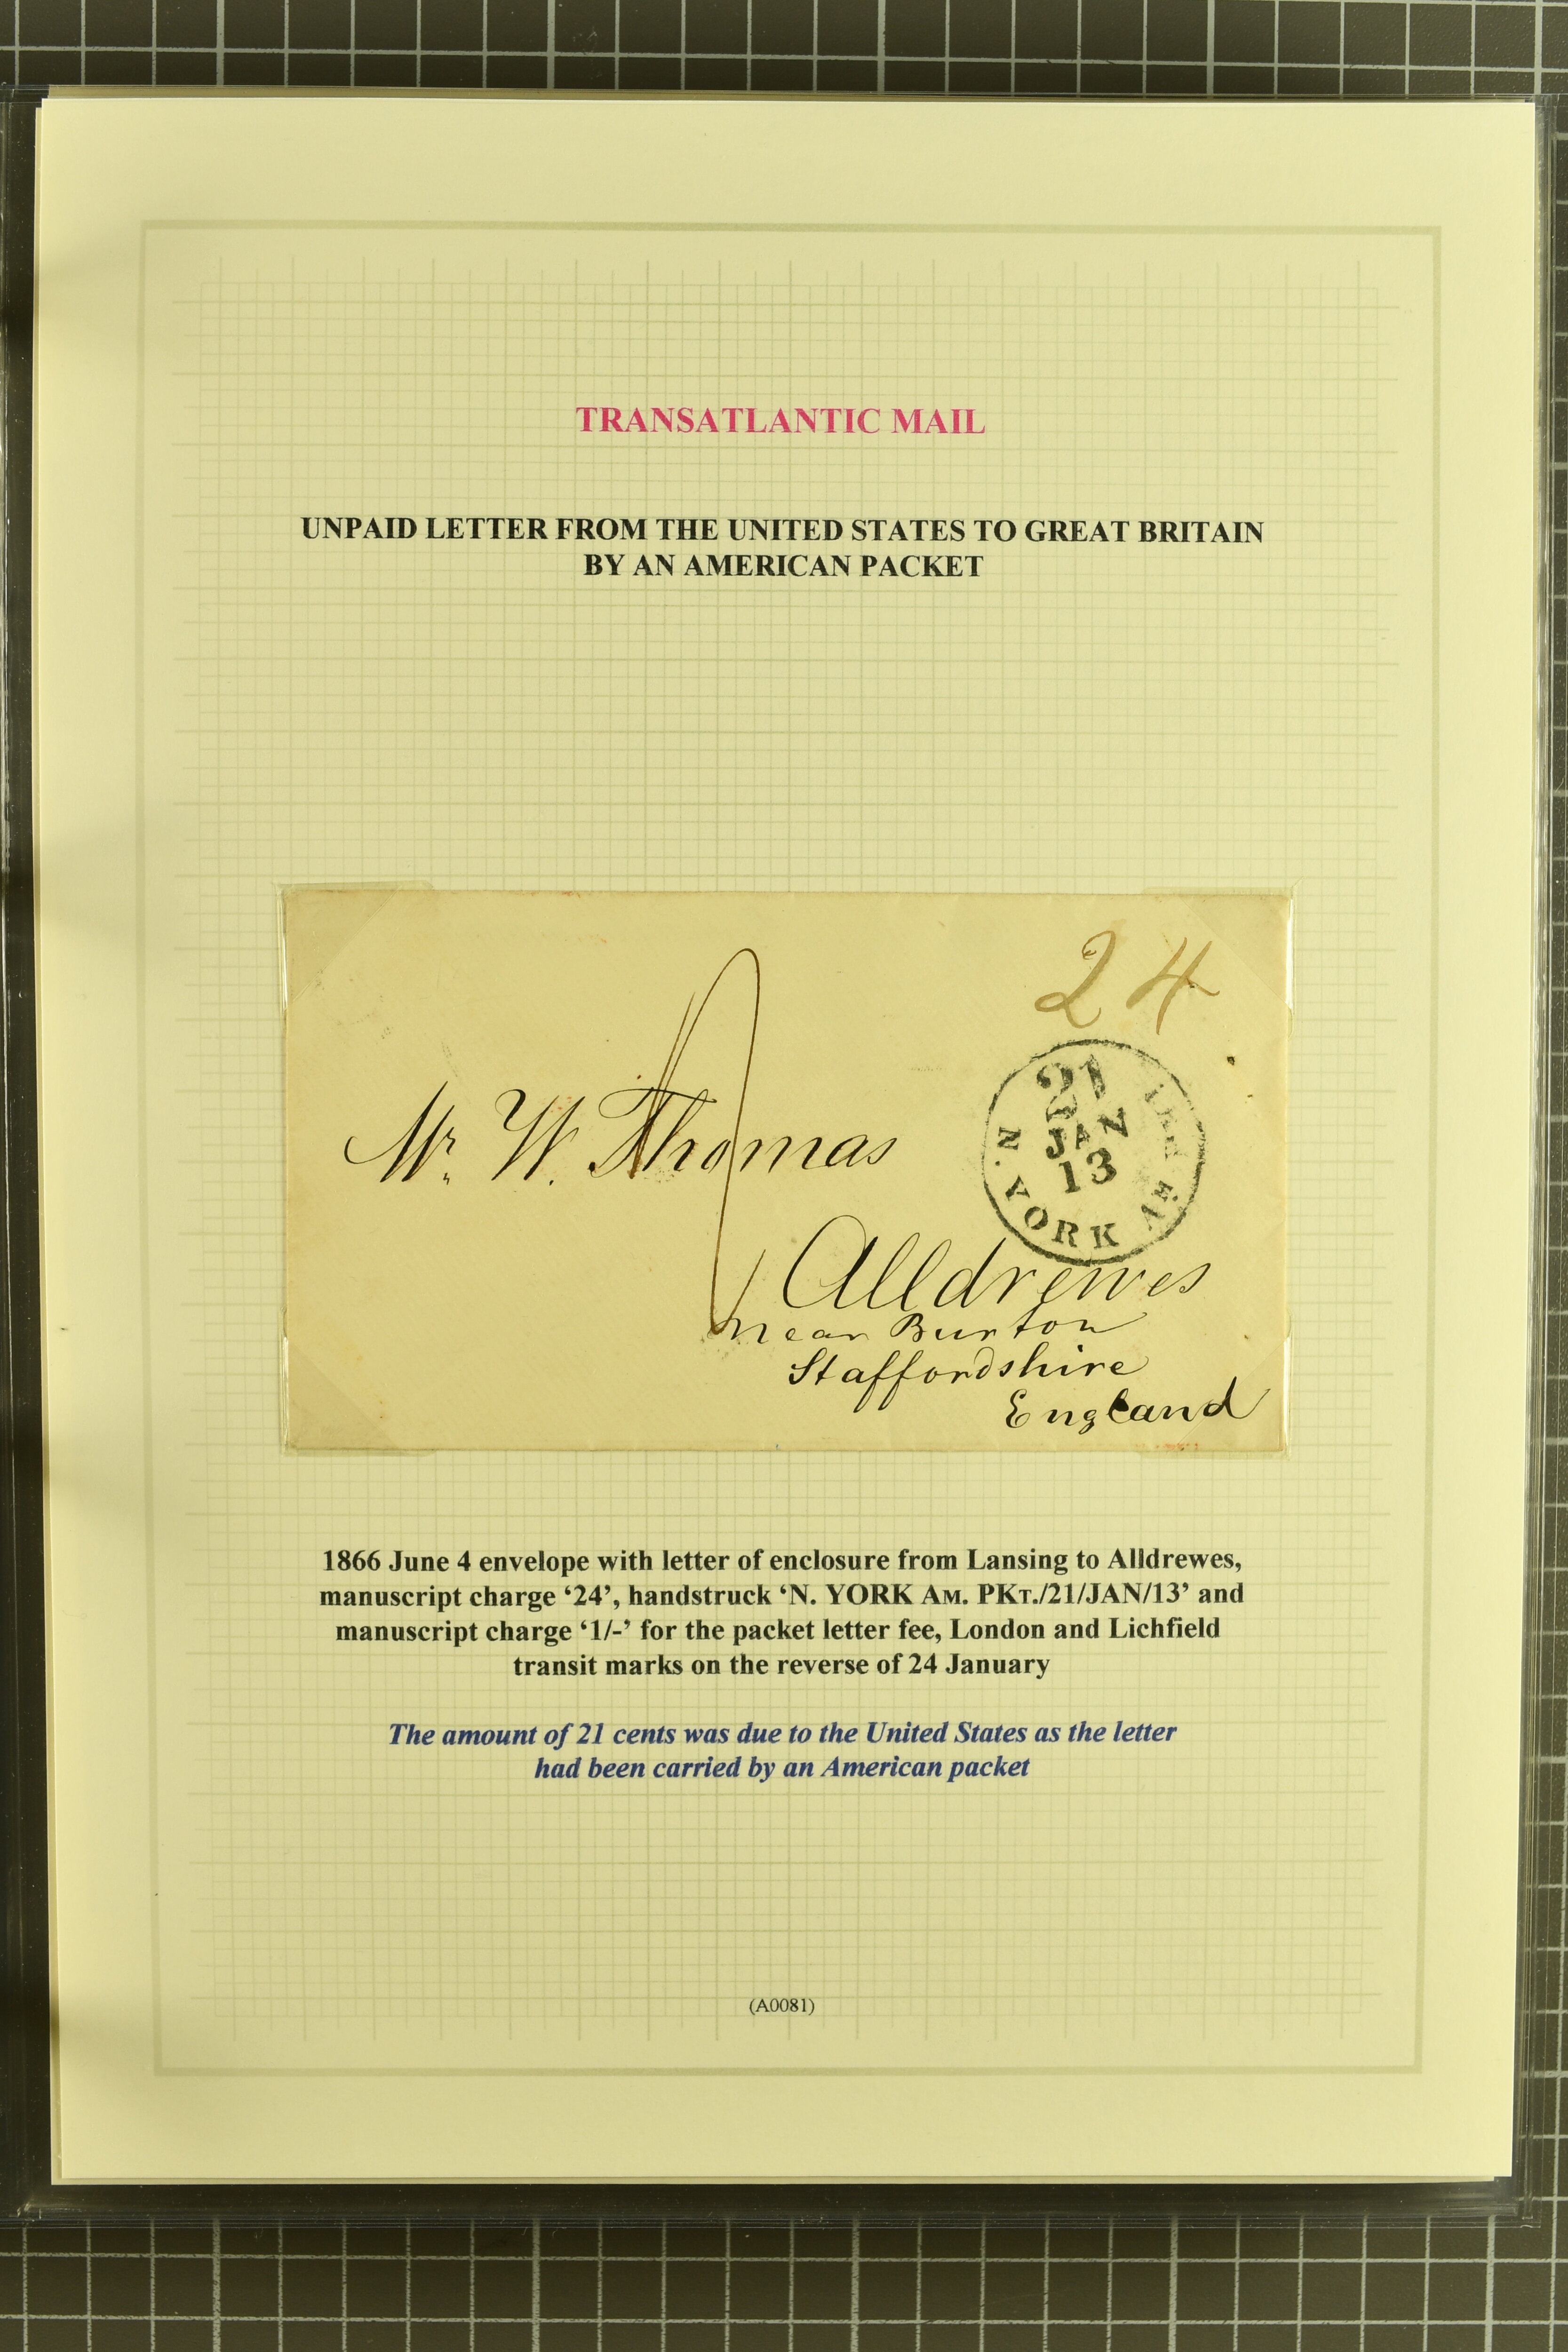 TRANSATLANTIC MAIL
UNPAID LETTER FROM THE UNITED STATES TO GREAT BRITAIN
BY AN AMERICAN PACKET
24
21
JAN
13
N. YORK AM. PKT
1/-
Mr. W. Thomas
Alldrewes
near Burton
Staffordshire
England
1866 June 4 envelope with letter of enclosure from Lansing to Alldrewes,
manuscript charge ‘24’, handstruck ‘N. YORK AM. PKT./21/JAN/13’ and
manuscript charge ‘1/-’ for the packet letter fee, London and Lichfield
transit marks on the reverse of 24 January
The amount of 21 cents was due to the United States as the letter
had been carried by an American packet
(A0081)